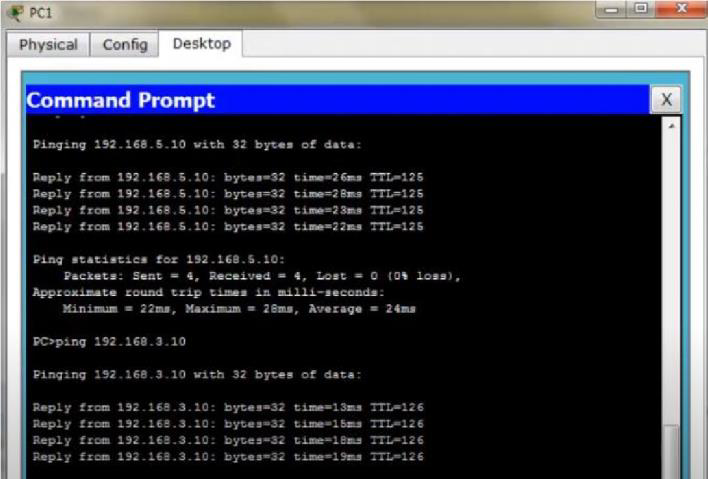 PC1
Physical Config Desktop
Command Prompt
X
Pinging 192.168.5.10 with 32 bytes of data:
Reply from 192.168.5.10: bytes=32 time=26ms TTL=125
Reply from 192.168.5.10: bytes=32 time=28ms TTL=125
Reply from 192.168.5.10: bytes=32 time=23ms TTL=125
Reply from 192.168.5.10: bytes=32 time=22ms TTL=125
Ping statistics for 192.168.5.10:
Packets: Sent = 4, Received = 4, Lost = 0 (0% loss),
Approximate round trip times in milli-seconds:
Minimum = 22ms, Maximum = 28ms, Average = 24ms
PC>ping 192.168.3.10
Pinging 192.168.3.10 with 32 bytes of data:
Reply from 192.168.3.10: bytes=32 time=13ms TTL=126
Reply from 192.168.3.10: bytes=32 time=15ms TTL=126
Reply from 192.168.3.10: bytes=32 time=18ms TTL=126
Reply from 192.168.3.10: bytes=32 time=19ms TTL=126